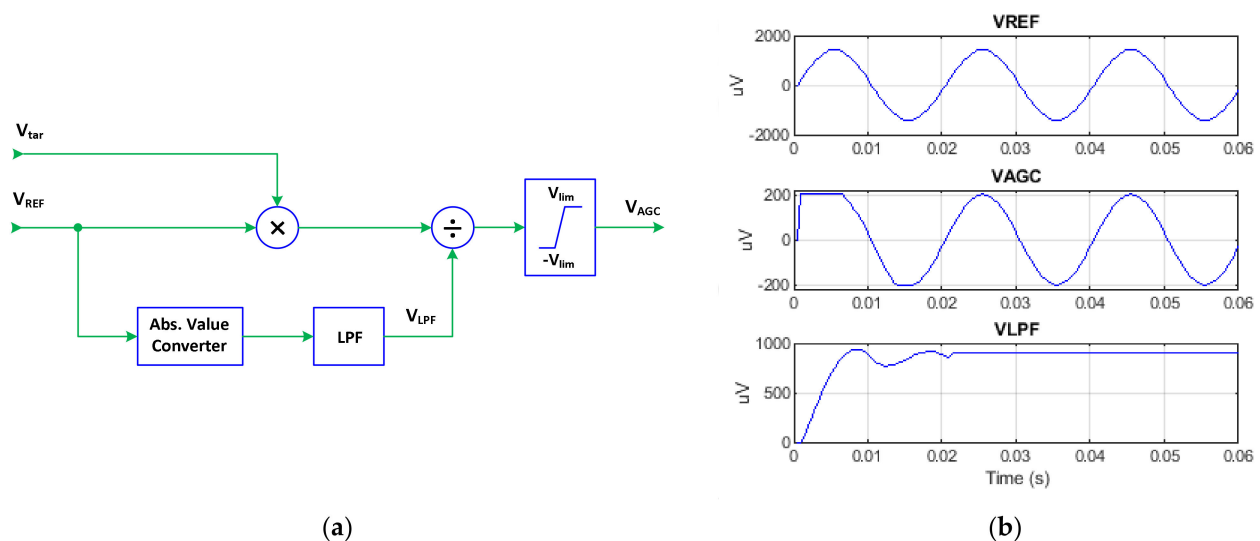 V_tar
V_REF
×
÷
V_lim
-V_lim
V_AGC
Abs. Value
Converter
LPF
V_LPF
(a)
VREF
2000
0
-2000
uV
0 0.01 0.02 0.03 0.04 0.05 0.06
VAGC
200
0
-200
uV
0 0.01 0.02 0.03 0.04 0.05 0.06
VLPF
1000
500
0
uV
0 0.01 0.02 0.03 0.04 0.05 0.06
Time (s)
(b)